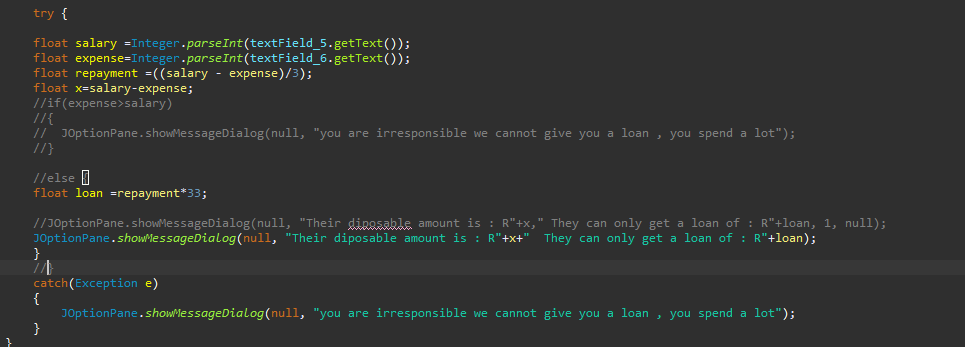 try {
float salary =Integer.parseInt(textField_5.getText());
float expense=Integer.parseInt(textField_6.getText());
float repayment =((salary - expense)/3);
float x=salary-expense;
//if(expense>salary)
//{
//  JOptionPane.showMessageDialog(null, "you are irresponsible we cannot give you a loan , you spend a lot");
//}
//else {
float loan =repayment*33;
//JOptionPane.showMessageDialog(null, "Their diposable amount is : R"+x," They can only get a loan of : R"+loan, 1, null);
JOptionPane.showMessageDialog(null, "Their diposable amount is : R"+x+"  They can only get a loan of : R"+loan);
}
//}
catch(Exception e)
{
JOptionPane.showMessageDialog(null, "you are irresponsible we cannot give you a loan , you spend a lot");
}
}